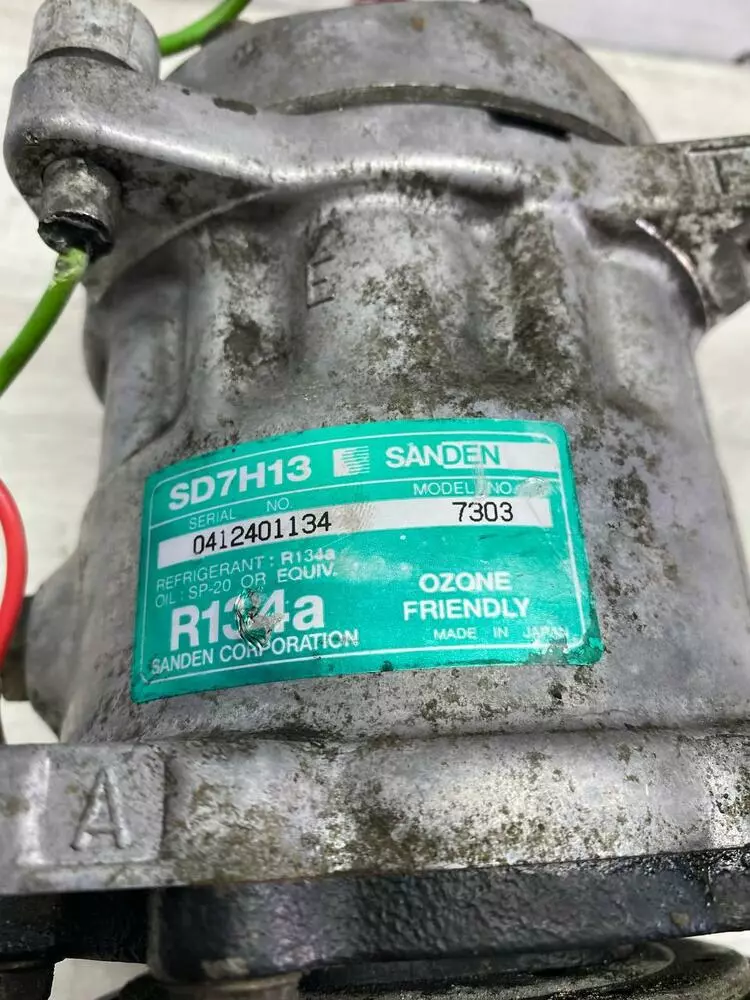 E
SD7H13 SANDEN
SERIAL NO. MODEL NO.
0412401134 7303
REFRIGERANT : R134a
OIL : SP-20 OR EQUIV.
R134a OZONE FRIENDLY
SANDEN CORPORATION MADE IN JAPAN
A